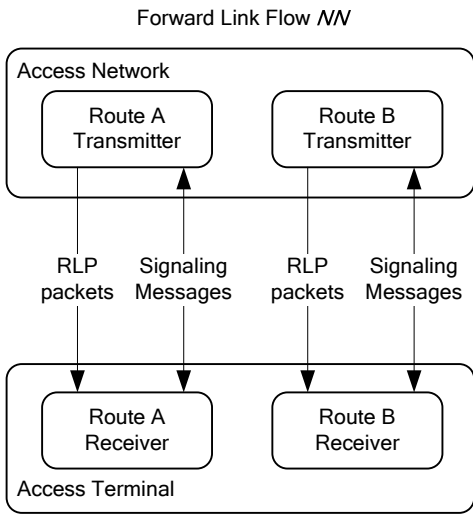 Forward Link Flow NN
Access Network
Route A
Transmitter
Route B
Transmitter
RLP
packets
Signaling
Messages
RLP
packets
Signaling
Messages
Route A
Receiver
Route B
Receiver
Access Terminal